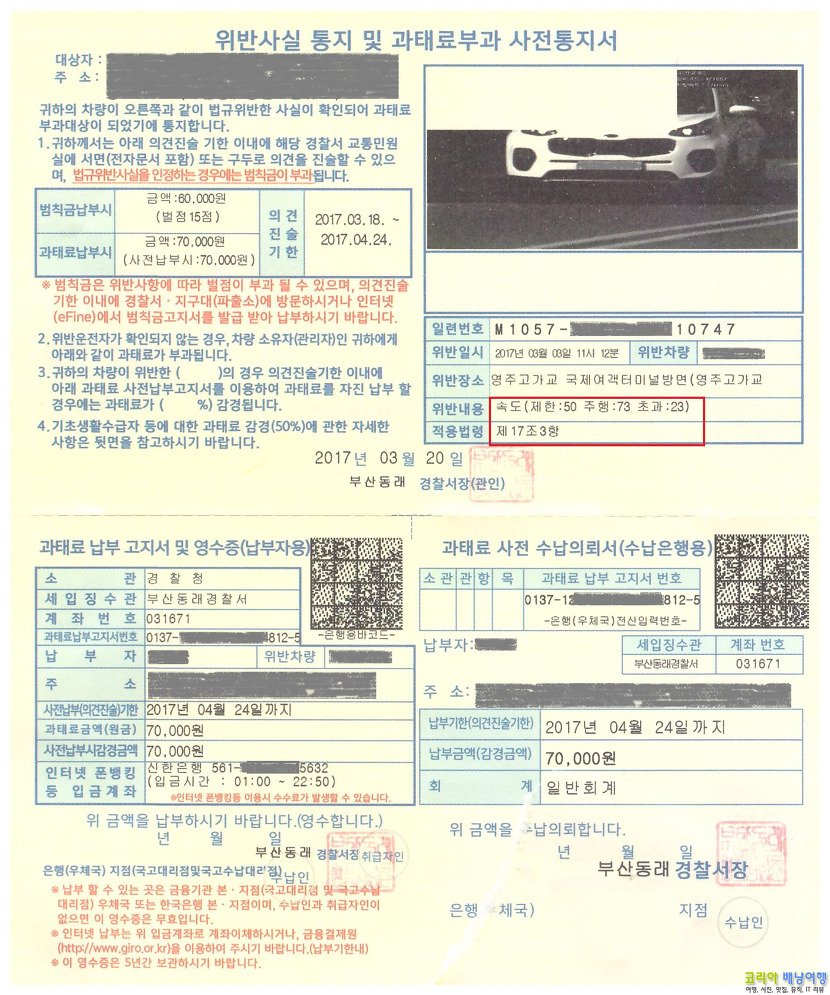 위반사실 통지 및 과태료부과 사전통지서
대상자 :
주 소 :
귀하의 차량이 오른쪽과 같이 법규위반한 사실이 확인되어 과태료
부과대상이 되었기에 통지합니다.
1. 귀하께서는 아래 의견진술 기한 이내에 해당 경찰서 교통민원
실에 서면(전자문서 포함) 또는 구두로 의견을 진술할 수 있으
며, 법규위반사실을 인정하는 경우에는 범칙금이 부과됩니다.
범칙금납부시 금액:60,000원
(벌점15점)
과태료납부시 금액:70,000원
(사전납부시:70,000원)
의 견
진 술
기 한
2017.03.18. ~
2017.04.24.
※ 범칙금은 위반사항에 따라 벌점이 부과 될 수 있으며, 의견진술
기한 이내에 경찰서 · 지구대(파출소)에 방문하시거나 인터넷
(eFine)에서 범칙금고지서를 발급 받아 납부하시기 바랍니다.
2. 위반운전자가 확인되지 않는 경우, 차량 소유자(관리자)인 귀하에게
아래와 같이 과태료가 부과됩니다.
3. 귀하의 차량이 위반한 ( )의 경우 의견진술기한 이내에
아래 과태료 사전납부고지서를 이용하여 과태료를 자진 납부 할
경우에는 과태료가 ( %) 감경됩니다.
4. 기초생활수급자 등에 대한 과태료 감경(50%)에 관한 자세한
사항은 뒷면을 참고하시기 바랍니다.
2017년 03월 20일
부산동래 경찰서장(관인)
일련번호 M1057- 10747
위반일시 2017년 03월 03일 11시 12분 위반차량
위반장소 영주고가교 국제여객터미널방면(영주고가교
위반내용 속도(제한:50 주행:73 초과:23)
적용법령 제17조3항
과태료 납부 고지서 및 영수증(납부자용)
소 관 경 찰 청
세 입 징 수 관 부산동래경찰서
계 좌 번 호 031671
과태료납부고지서번호 0137- 812-5
-은행용바코드-
납 부 자 위반차량
주 소
사전납부(의견진술)기한 2017년 04월 24일까지
과태료금액(원금) 70,000원
사전납부시감경금액 70,000원
인터넷 폰뱅킹
등 입금계좌
신한은행 561- 5632
(입금시간 : 01:00 ~ 22:50)
※인터넷 폰뱅킹등 이용시 수수료가 발생할 수 있습니다.
위 금액을 납부하시기 바랍니다.(영수합니다.)
년 월 일
부산동래 경찰서장 취급자인
은행(우체국) 지점(국고대리점및국고수납대리점)
수납인
※ 납부 할 수 있는 곳은 금융기관 본 · 지점(국고대리점 및 국고수납
대리점) 우체국 또는 한국은행 본 · 지점이며, 수납인과 취급자인이
없으면 이 영수증은 무효입니다.
※ 인터넷 납부는 위 입금계좌로 계좌이체하시거나, 금융결제원
(http://www.giro.or.kr)을 이용하여 주시기 바랍니다.(납부기한내)
※ 이 영수증은 5년간 보관하시기 바랍니다.
과태료 사전 수납의뢰서(수납은행용)
소 관 관 항 목 과태료 납부 고지서 번호
0137-12 812-5
-은행(우체국)전산입력번호-
납부자:
세입징수관 계좌 번호
부산동래경찰서 031671
주 소:
납부기한(의견진술기한) 2017년 04월 24일까지
납부금액(감경금액) 70,000원
회 계 일반회계
위 금액을 수납의뢰합니다.
년 월 일
부산동래 경찰서장
은행 우체국) 지점 수납인
코리아 배낭여행
여행, 사진, 맛집, 뮤직, IT 리뷰